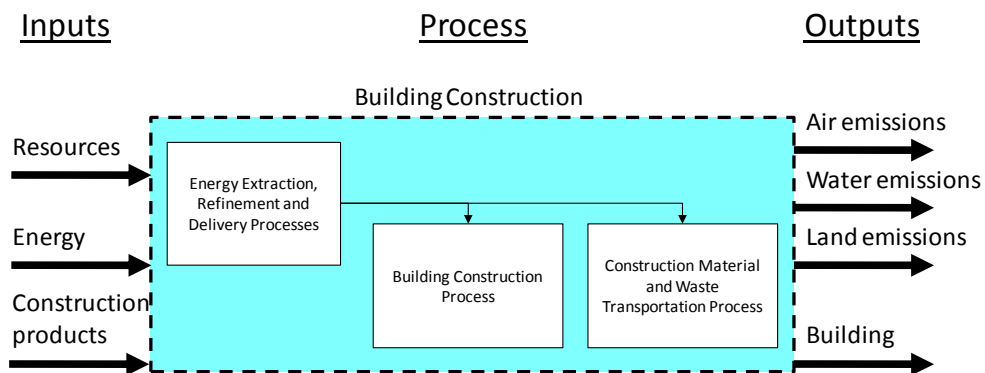 Inputs
Process
Outputs
Building Construction
Resources
Energy
Construction
products
Energy Extraction,
Refinement and
Delivery Processes
Building Construction
Process
Construction Material
and Waste
Transportation Process
Air emissions
Water emissions
Land emissions
Building